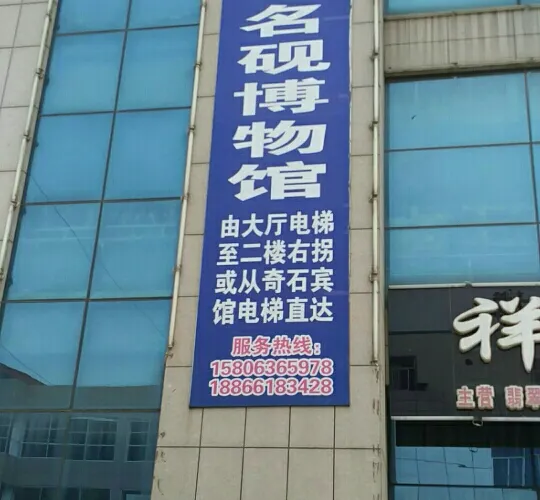 名砚博物馆
由大厅电梯
至二楼右拐
或从奇石宾
馆电梯直达
服务热线：
15806365978
18866183428
祥
主营 翡翠